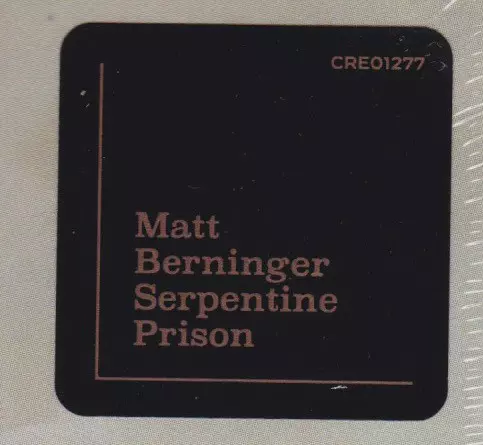 CRE01277
Matt
Berninger
Serpentine
Prison